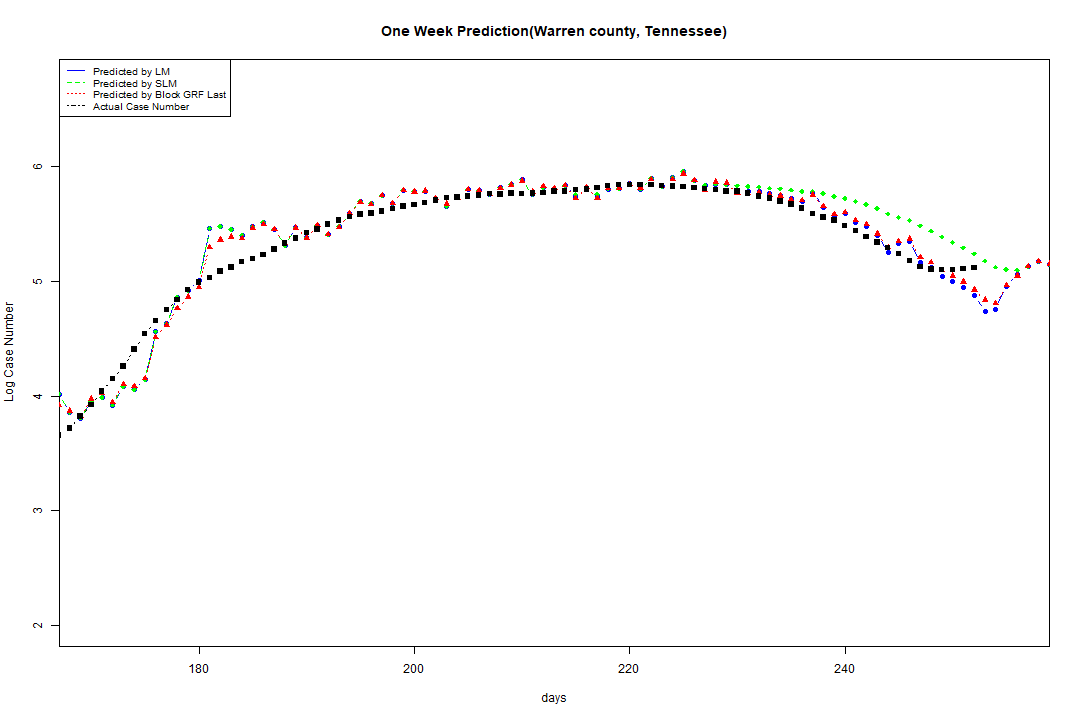 One Week Prediction(Warren county, Tennessee)
Predicted by LM
Predicted by SLM
Predicted by Block GRF Last
Actual Case Number
6
5
4
3
2
Log Case Number
180 200 220 240
days